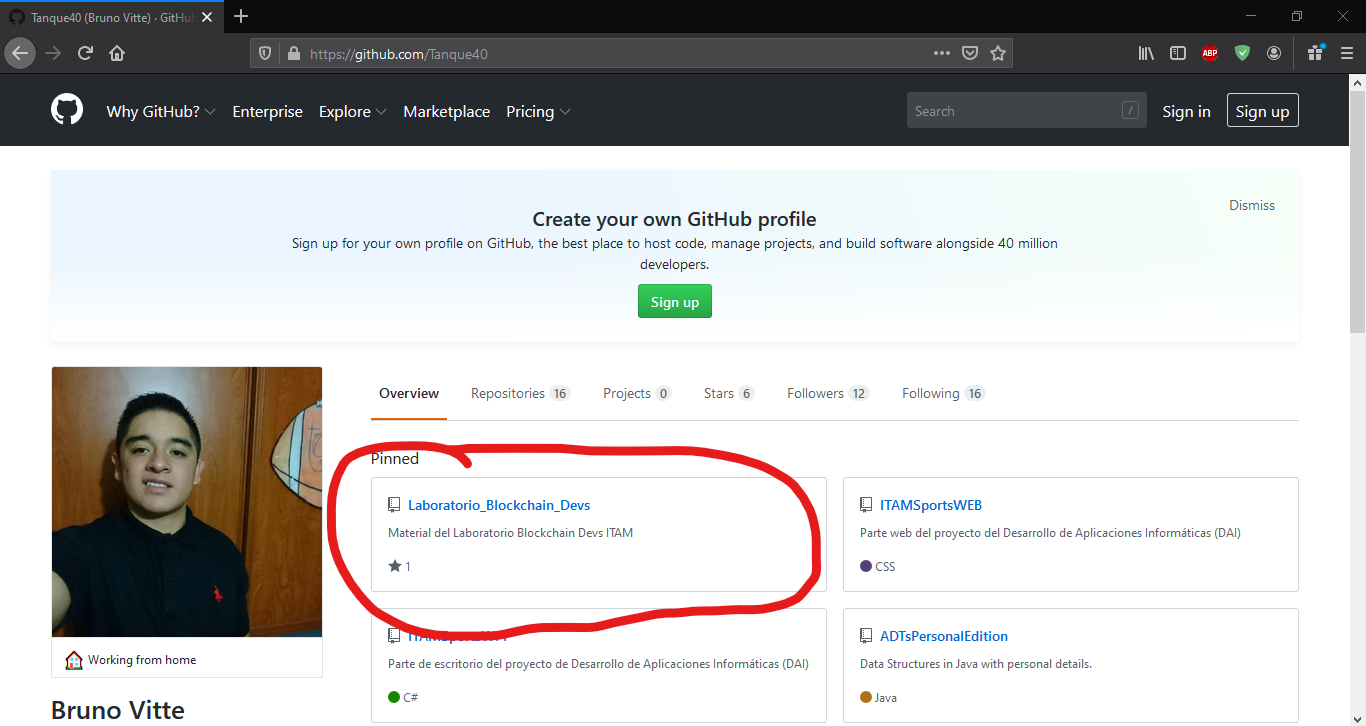 Tanque40 (Bruno Vitte) · GitHub
https://github.com/Tanque40
ABP
Why GitHub? Enterprise Explore Marketplace Pricing
Search /
Sign in Sign up
Dismiss
Create your own GitHub profile
Sign up for your own profile on GitHub, the best place to host code, manage projects, and build software alongside 40 million
developers.
Sign up
Overview Repositories 16 Projects 0 Stars 6 Followers 12 Following 16
Pinned
Laboratorio_Blockchain_Devs
Material del Laboratorio Blockchain Devs ITAM
1
ITAMSportsWEB
Parte web del proyecto del Desarrollo de Aplicaciones Informáticas (DAI)
CSS
Parte de escritorio del proyecto de Desarrollo de Aplicaciones Informáticas (DAI)
C#
ADTsPersonalEdition
Data Structures in Java with personal details.
Java
Working from home
Bruno Vitte